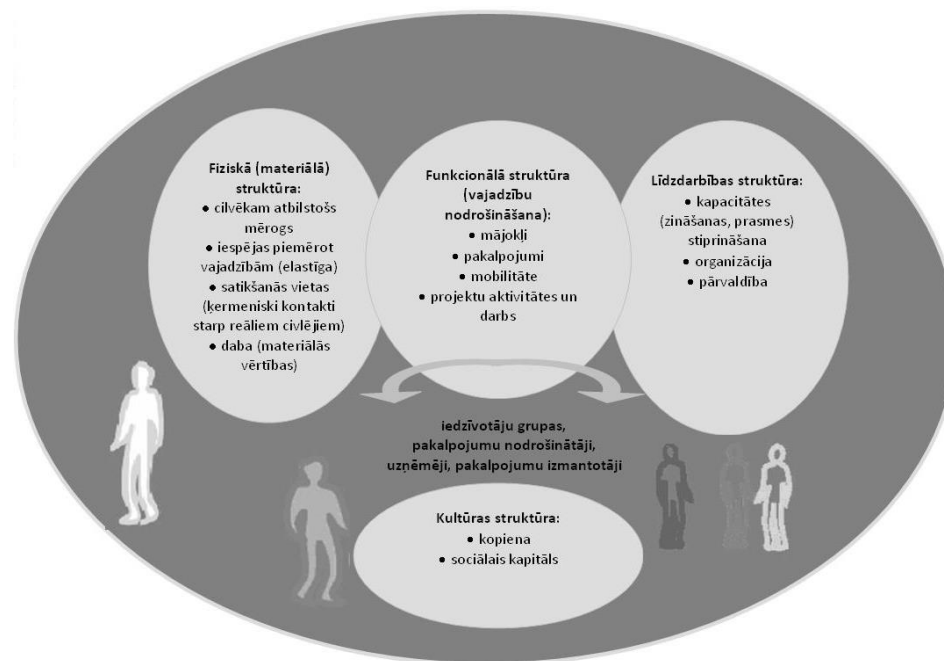 Fiziskā (materiālā)
struktūra:
• cilvēkam atbilstošs
mērogs
• iespējas piemērot
vajadzībām (elastīga)
• satikšanās vietas
(ķermeniski kontakti
starp reāliem civlējiem)
• daba (materiālās
vērtības)
Funkcionālā struktūra
(vajadzību
nodrošināšana):
• mājokļi
• pakalpojumi
• mobilitāte
• projektu aktivitātes un
darbs
Līdzdarbības struktūra:
• kapacitātes
(zināšanas, prasmes)
stiprināšana
• organizācija
• pārvaldība
iedzīvotāju grupas,
pakalpojumu nodrošinātāji,
uzņēmēji, pakalpojumu izmantotāji
Kultūras struktūra:
• kopiena
• sociālais kapitāls